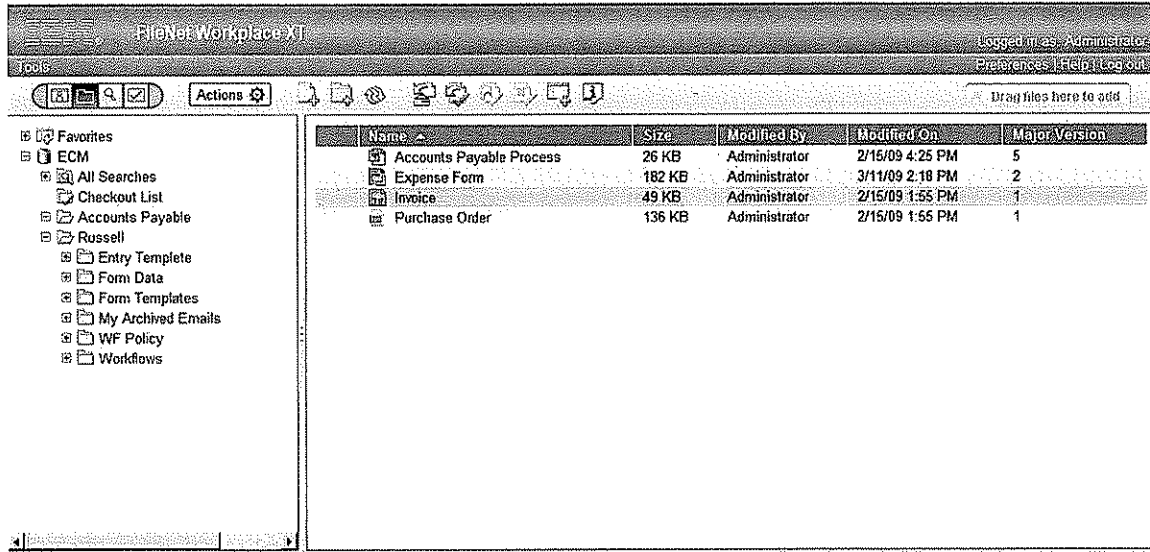 IBM. FileNet Workplace XT
Logged in as: Administrator
Tools
Preferences | Help | Log out
Actions
Drag files here to add
Favorites
ECM
All Searches
Checkout List
Accounts Payable
Russell
Entry Templete
Form Data
Form Templates
My Archived Emails
WF Policy
Workflows
Name Size Modified By Modified On Major Version
Accounts Payable Process 26 KB Administrator 2/15/09 4:25 PM 5
Expense Form 182 KB Administrator 3/11/09 2:18 PM 2
Invoice 49 KB Administrator 2/15/09 1:55 PM 1
Purchase Order 136 KB Administrator 2/15/09 1:55 PM 1